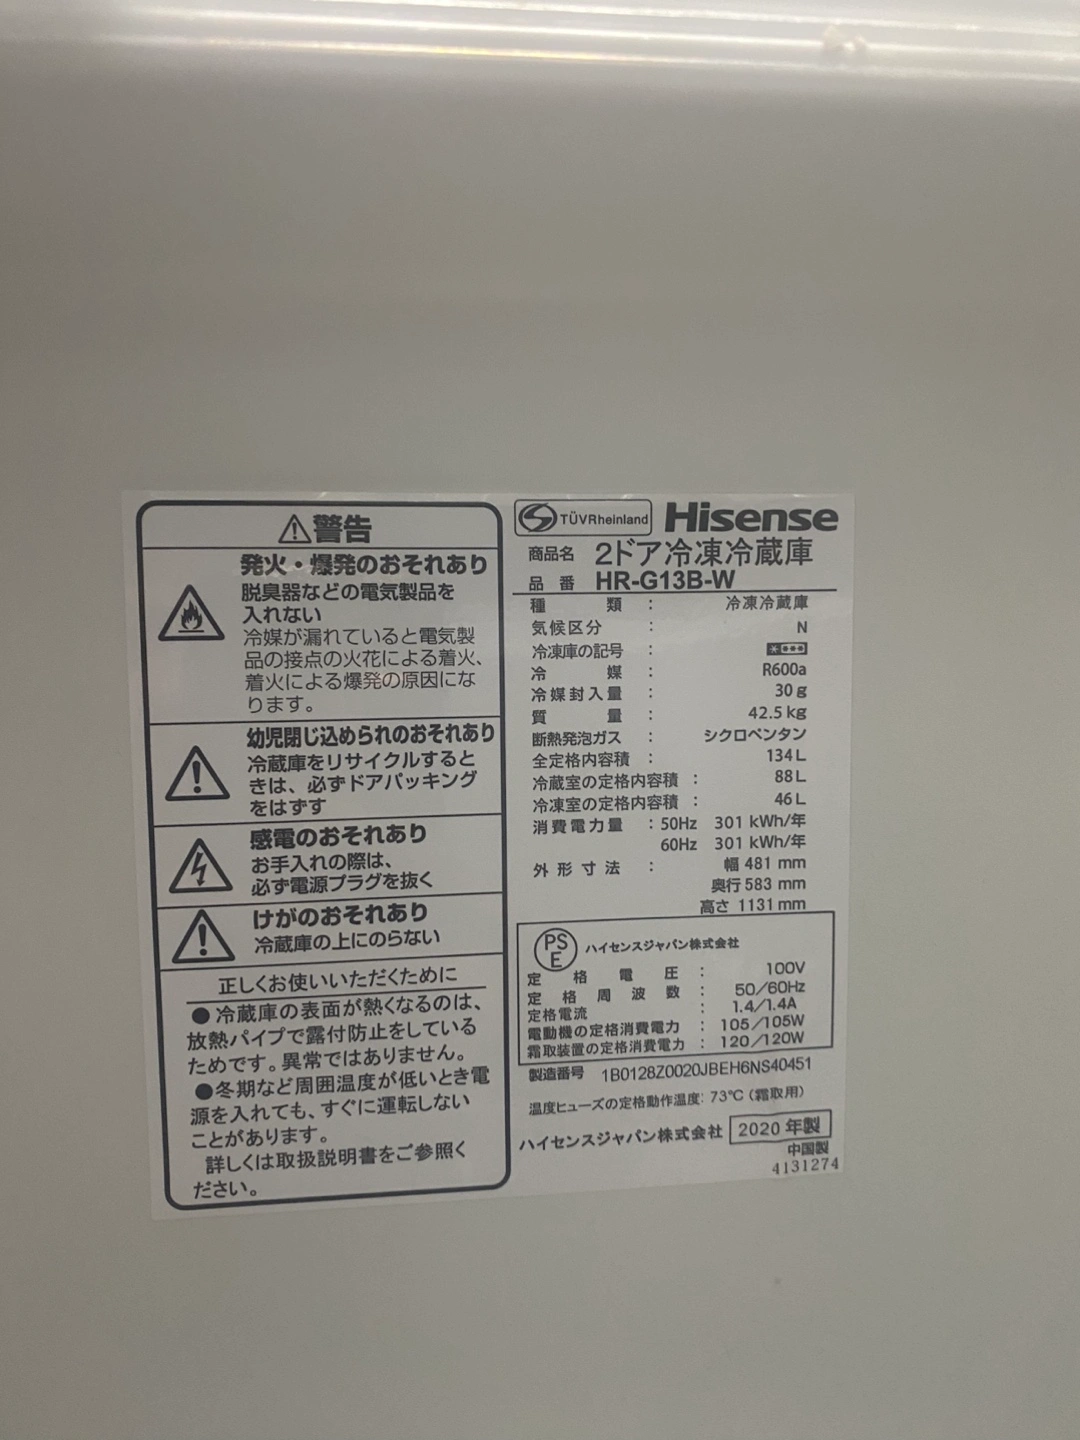 ⚠警告
発火・爆発のおそれあり
脱臭器などの電気製品を
入れない
冷媒が漏れていると電気製
品の接点の火花による着火、
着火による爆発の原因にな
ります。
幼児閉じ込められのおそれあり
冷蔵庫をリサイクルすると
きは、必ずドアパッキング
をはずす
感電のおそれあり
お手入れの際は、
必ず電源プラグを抜く
けがのおそれあり
冷蔵庫の上にのらない
正しくお使いいただくために
●冷蔵庫の表面が熱くなるのは、
放熱パイプで露付防止をしている
ためです。異常ではありません。
●冬期など周囲温度が低いとき電
源を入れても、すぐに運転しない
ことがあります。
詳しくは取扱説明書をご参照く
ださい。
TÜVRheinland Hisense
商品名 2ドア冷凍冷蔵庫
品番 HR-G13B-W
種類 : 冷凍冷蔵庫
気候区分 : N
冷凍庫の記号 :
冷媒 : R600a
冷媒封入量 : 30g
質量 : 42.5kg
断熱発泡ガス : シクロペンタン
全定格内容積 : 134L
冷蔵室の定格内容積 : 88L
冷凍室の定格内容積 : 46L
消費電力量 : 50Hz 301 kWh/年
60Hz 301 kWh/年
外形寸法 : 幅 481 mm
奥行 583 mm
高さ 1131 mm
PSE ハイセンスジャパン株式会社
定格電圧 : 100V
定格周波数 : 50/60Hz
定格電流 : 1.4/1.4A
電動機の定格消費電力 : 105/105W
霜取装置の定格消費電力 : 120/120W
製造番号 1B0128Z0020JBEH6NS40451
温度ヒューズの定格動作温度: 73℃ (霜取用)
ハイセンスジャパン株式会社 2020 年製
中国製
4131274